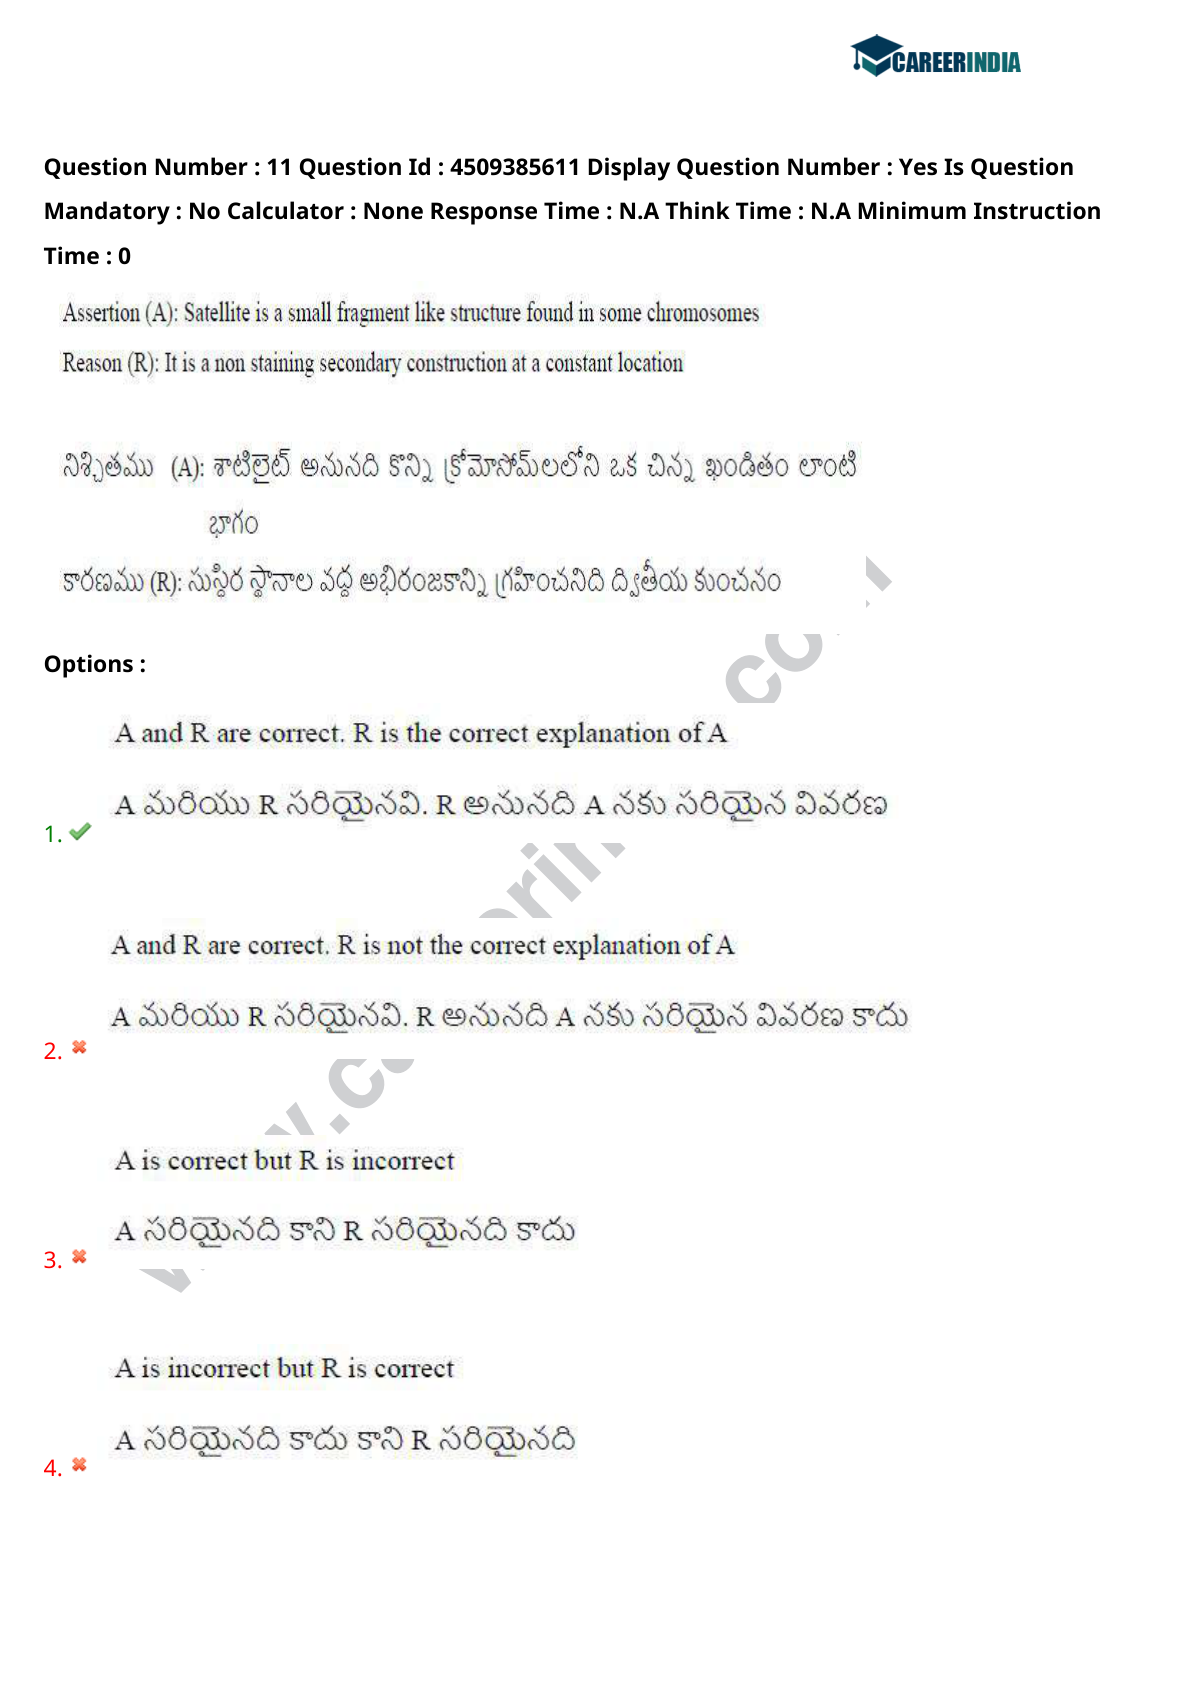 CAREERINDIA
Question Number : 11 Question Id : 4509385611 Display Question Number : Yes Is Question
Mandatory : No Calculator : None Response Time : N.A Think Time : N.A Minimum Instruction
Time : 0
Assertion (A): Satellite is a small fragment like structure found in some chromosomes
Reason (R): It is a non staining secondary construction at a constant location
నిశ్చితము (A): శాటిలైట్ అనునది కొన్ని క్రోమోసోమ్‌లలోని ఒక చిన్న ఖండితం లాంటి
భాగం
కారణము (R): సుస్థిర స్థానాల వద్ద అభిరంజకాన్ని గ్రహించనిది ద్వితీయ కుంచనం
Options :
A and R are correct. R is the correct explanation of A
A మరియు R సరియైనవి. R అనునది A నకు సరియైన వివరణ
1.
A and R are correct. R is not the correct explanation of A
A మరియు R సరియైనవి. R అనునది A నకు సరియైన వివరణ కాదు
2.
A is correct but R is incorrect
A సరియైనది కాని R సరియైనది కాదు
3.
A is incorrect but R is correct
A సరియైనది కాదు కాని R సరియైనది
4.